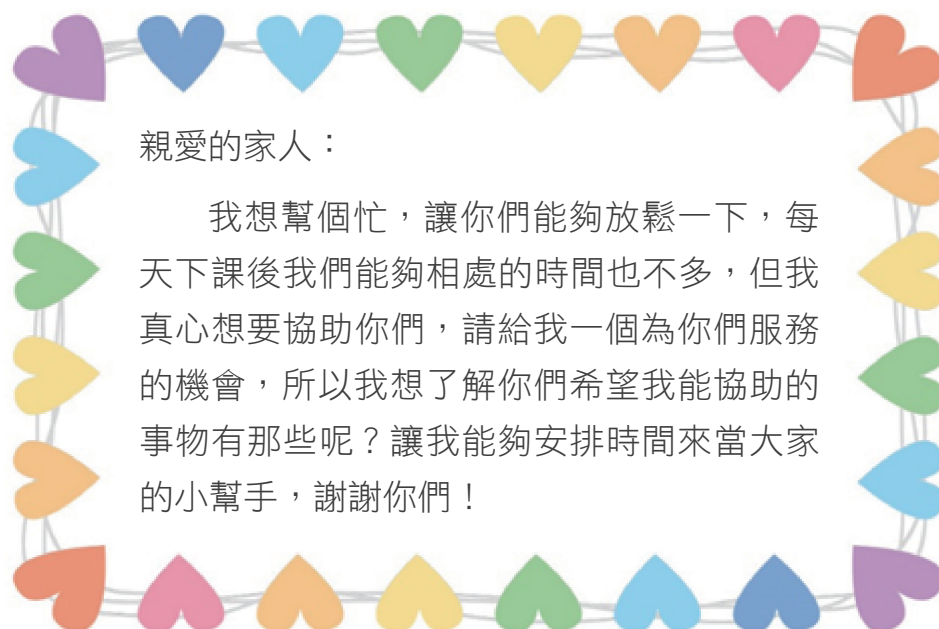 親愛的家人：
我想幫個忙，讓你們能夠放鬆一下，每
天下課後我們能夠相處的時間也不多，但我
真心想要協助你們，請給我一個為你們服務
的機會，所以我想了解你們希望我能協助的
事物有那些呢？讓我能夠安排時間來當大家
的小幫手，謝謝你們！